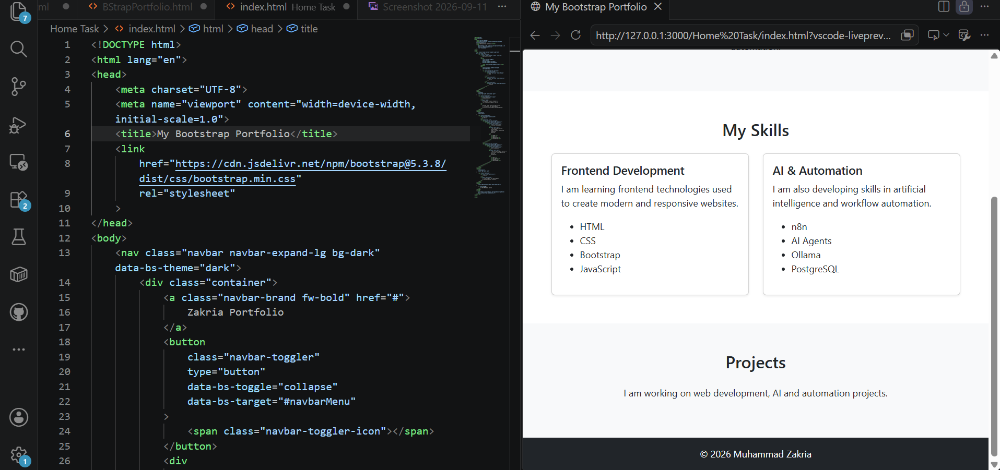 ml
BStrapPortfolio.html
index.html Home Task
Screenshot 2026-09-11
Home Task > index.html > html > head > title
1 <!DOCTYPE html>
2 <html lang="en">
3 <head>
4 <meta charset="UTF-8">
5 <meta name="viewport" content="width=device-width,
initial-scale=1.0">
6 <title>My Bootstrap Portfolio</title>
7 <link
8 href="https://cdn.jsdelivr.net/npm/bootstrap@5.3.8/
dist/css/bootstrap.min.css"
9 rel="stylesheet"
10 >
11 </head>
12 <body>
13 <nav class="navbar navbar-expand-lg bg-dark"
data-bs-theme="dark">
14 <div class="container">
15 <a class="navbar-brand fw-bold" href="#">
16 Zakria Portfolio
17 </a>
18 <button
19 class="navbar-toggler"
20 type="button"
21 data-bs-toggle="collapse"
22 data-bs-target="#navbarMenu"
23 >
24 <span class="navbar-toggler-icon"></span>
25 </button>
26 <div
7
2
1
My Bootstrap Portfolio
http://127.0.0.1:3000/Home%20Task/index.html?vscode-liveprev...
automation.
My Skills
Frontend Development
I am learning frontend technologies used
to create modern and responsive websites.
• HTML
• CSS
• Bootstrap
• JavaScript
AI & Automation
I am also developing skills in artificial
intelligence and workflow automation.
• n8n
• AI Agents
• Ollama
• PostgreSQL
Projects
I am working on web development, AI and automation projects.
© 2026 Muhammad Zakria